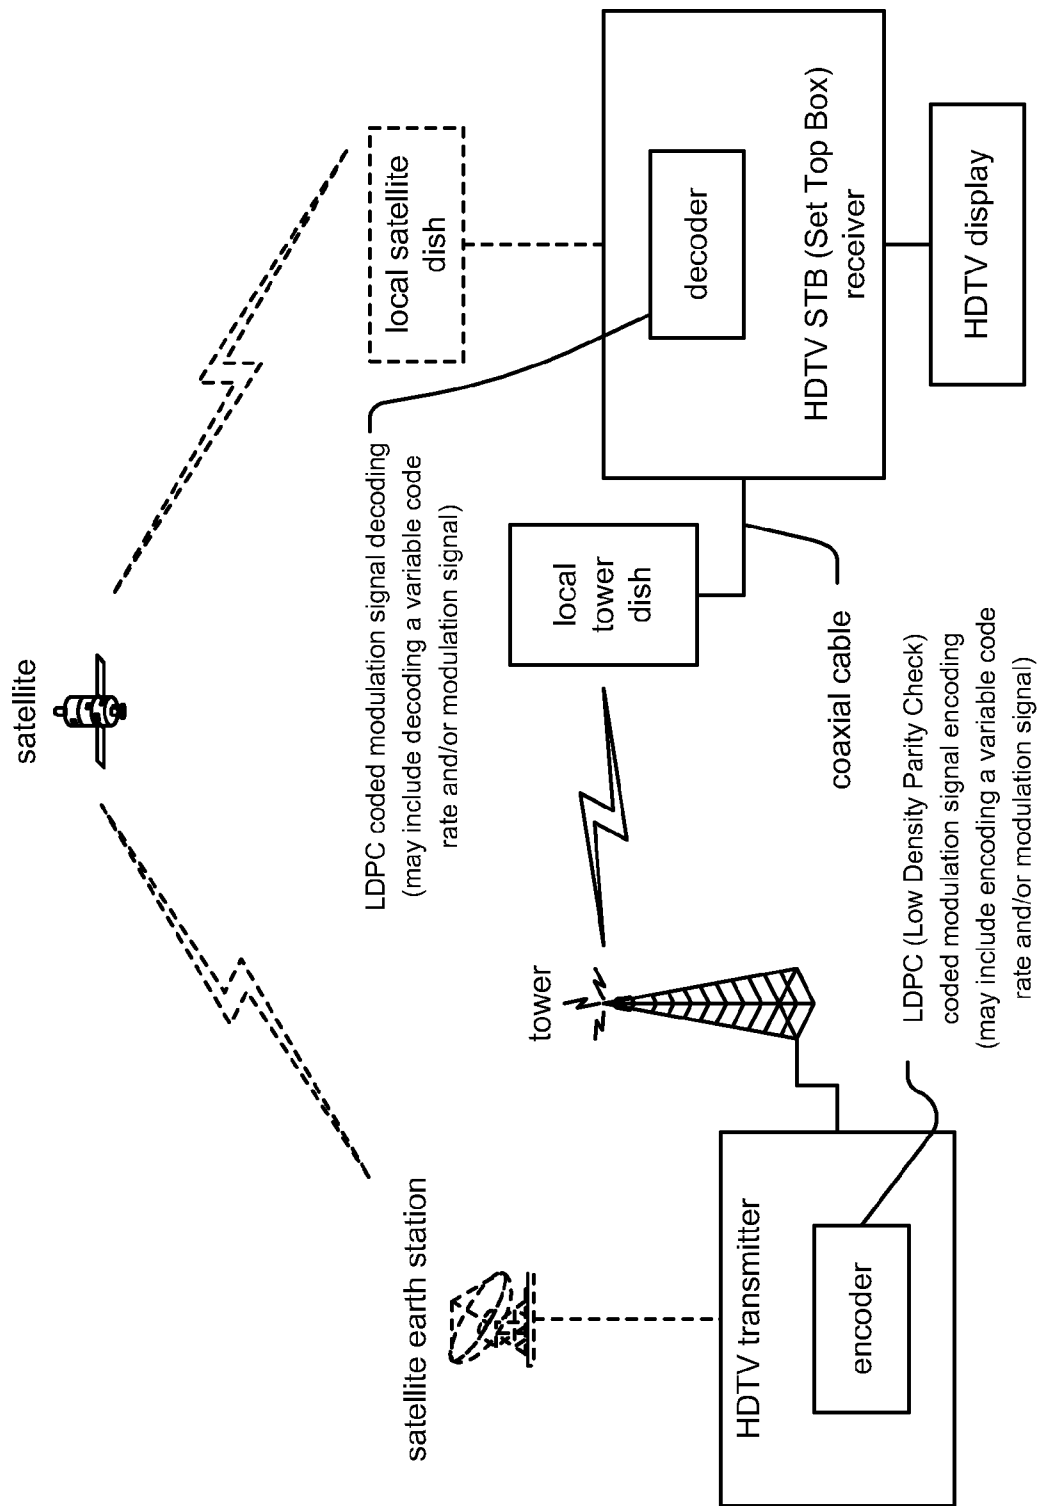 satellite
satellite earth station
local satellite
dish
LDPC coded modulation signal decoding
(may include decoding a variable code
rate and/or modulation signal)
tower
local
tower
dish
decoder
HDTV STB (Set Top Box)
receiver
HDTV transmitter
encoder
coaxial cable
LDPC (Low Density Parity Check)
coded modulation signal encoding
(may include encoding a variable code
rate and/or modulation signal)
HDTV display